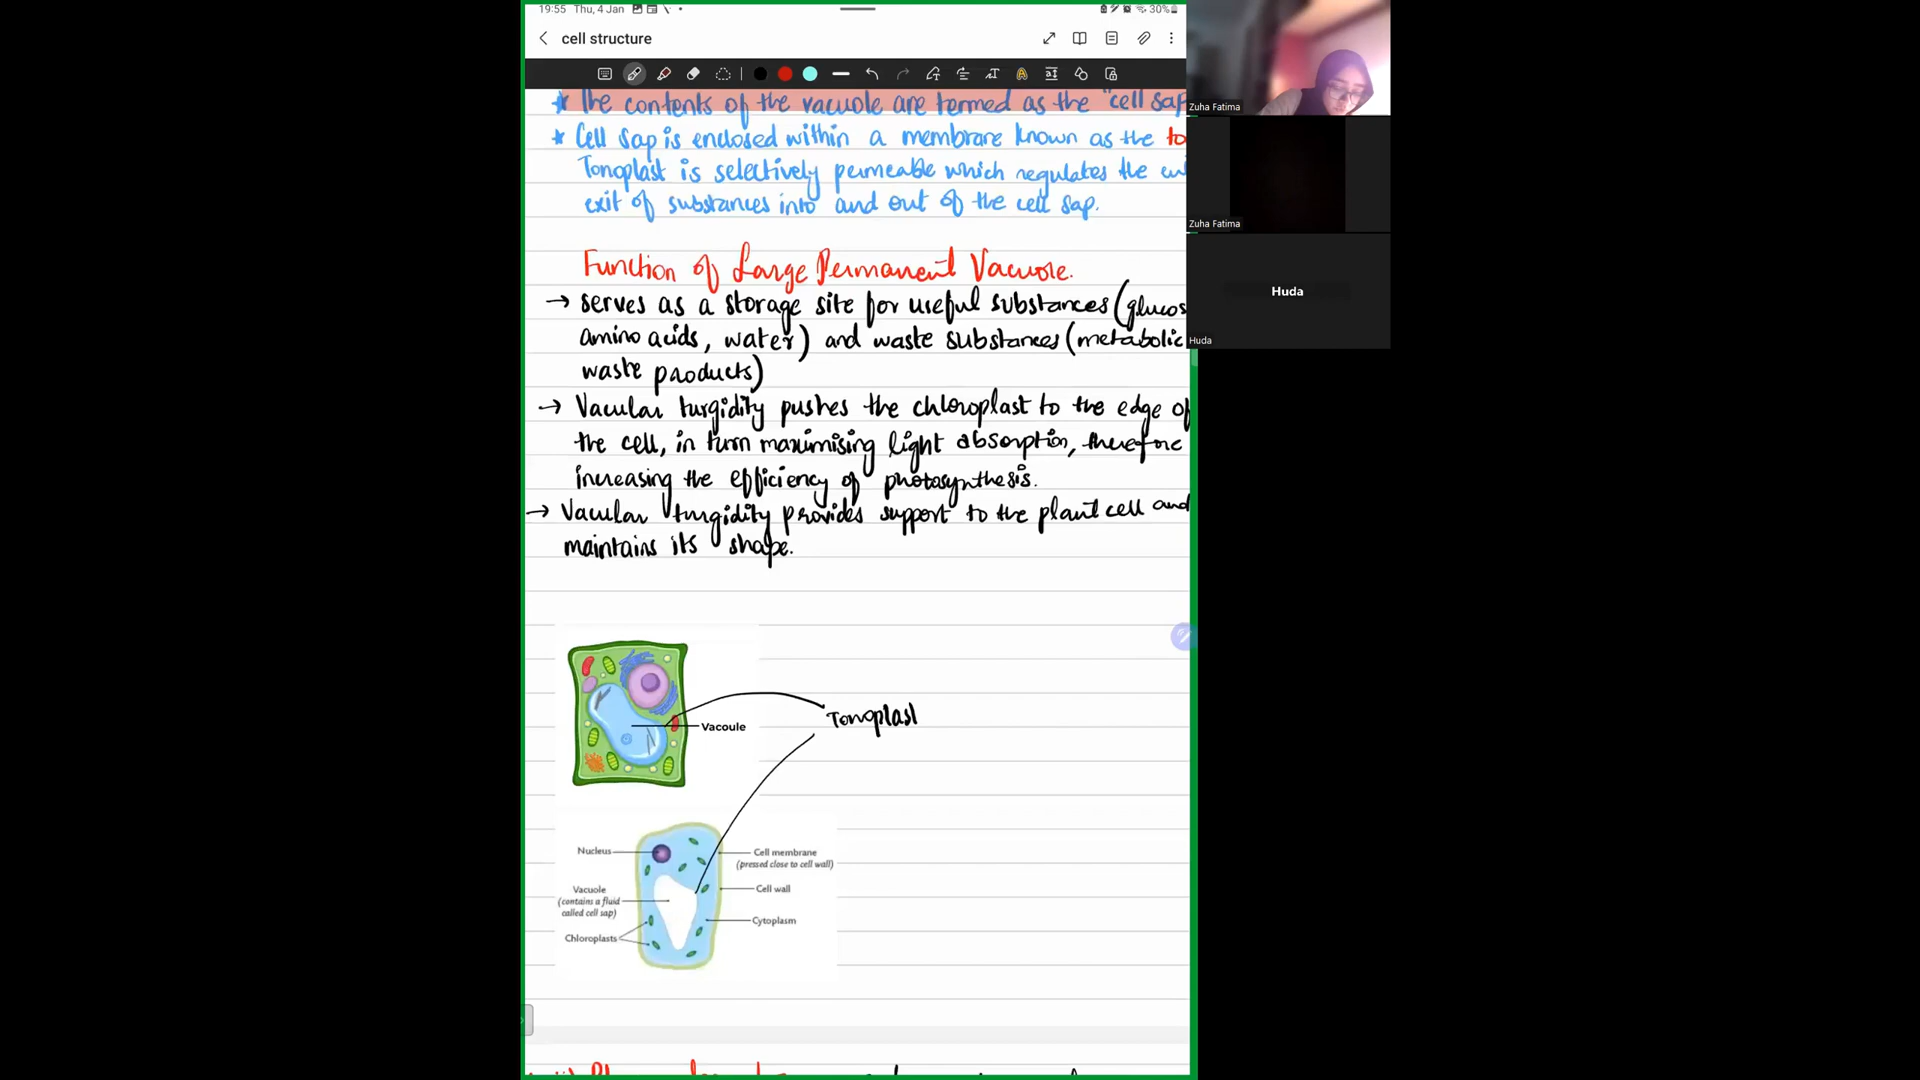 19:55 Thu, 4 Jan
30%
cell structure
Zuha Fatima
Zuha Fatima
Huda
Huda
* The contents of the vacuole are termed as the "cell sap
* Cell sap is enclosed within a membrane known as the to
Tonoplast is selectively permeable which regulates the
exit of substances into and out of the cell sap.
Function of Large Permanent Vacuole.
→ serves as a storage site for useful substances (glucos
amino acids, water) and waste substances (metabolic
waste products)
→ Vacular turgidity pushes the chloroplast to the edge of
the cell, in turn maximising light absorption, therefore
increasing the efficiency of photosynthesis.
→ Vacular turgidity provides support to the plant cell and
maintains its shape.
Vacoule
Tonoplast
Nucleus
Cell membrane
(pressed close to cell wall)
Vacuole
(contains a fluid
called cell sap)
Cell wall
Cytoplasm
Chloroplasts